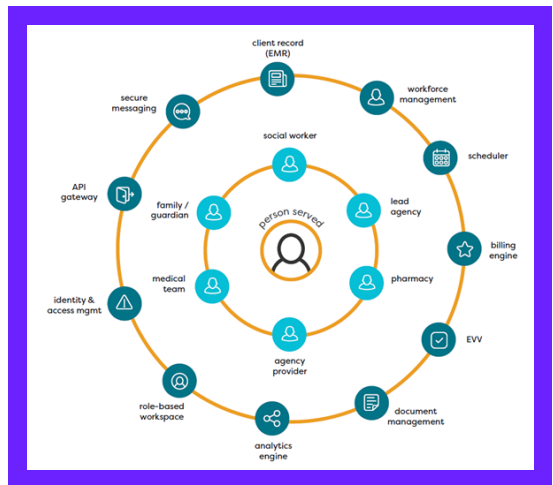 client record
(EMR)
workforce
management
secure
messaging
social worker
scheduler
API
gateway
family /
guardian
lead
agency
person served
billing
engine
medical
team
pharmacy
identity &
access mgmt
EVV
agency
provider
role-based
workspace
document
management
analytics
engine